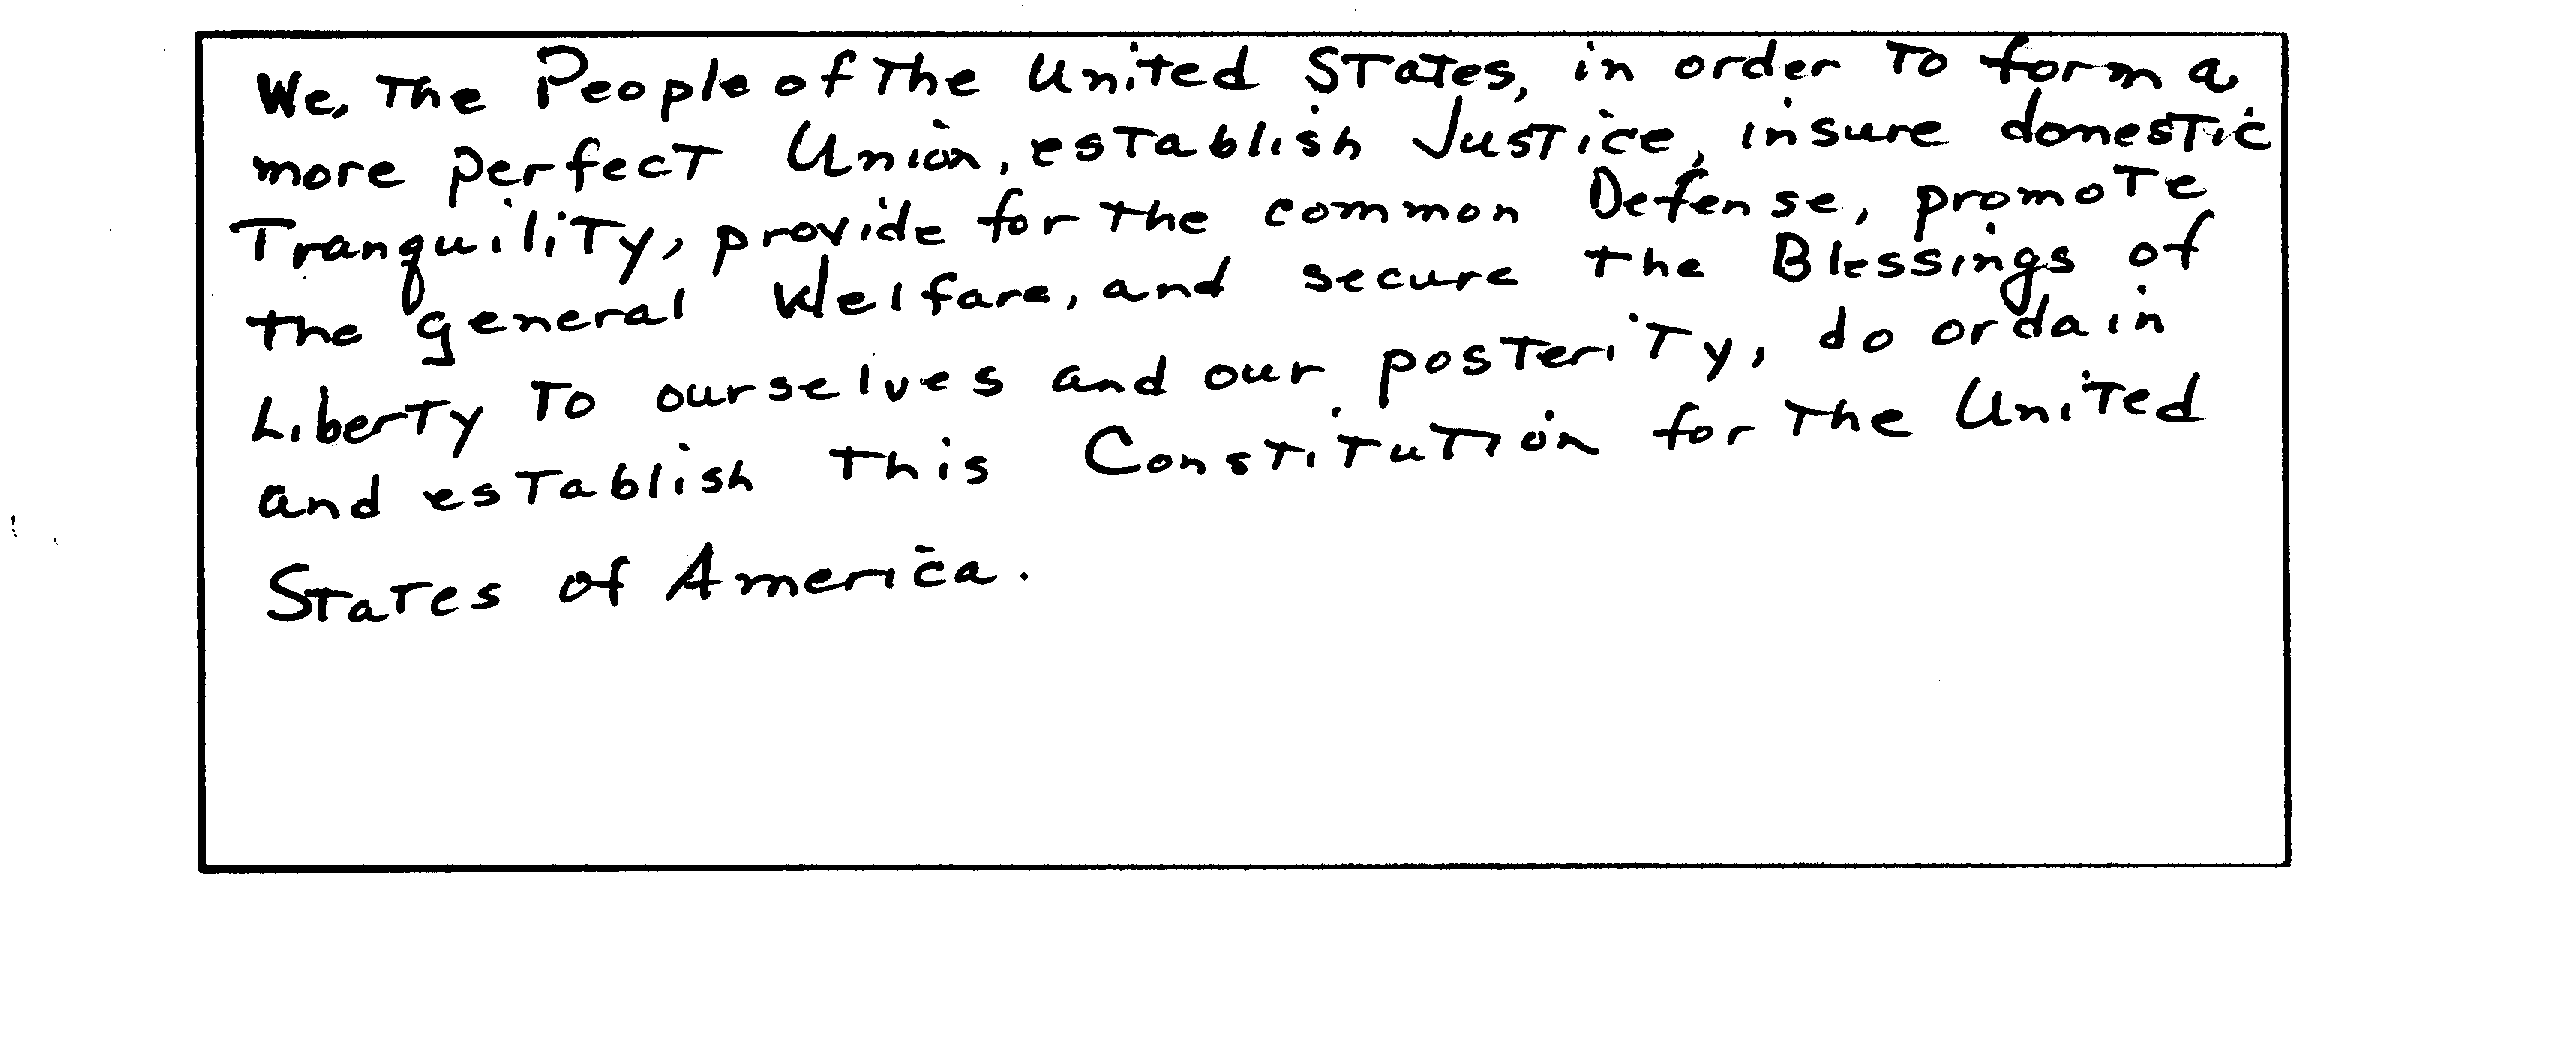 We, the People of the United States, in order to form a
more perfect Union, establish Justice, insure domestic
Tranquility, provide for the common Defense, promote
the general Welfare, and secure the Blessings of
Liberty to ourselves and our posterity, do ordain
and establish this Constitution for the United
States of America.